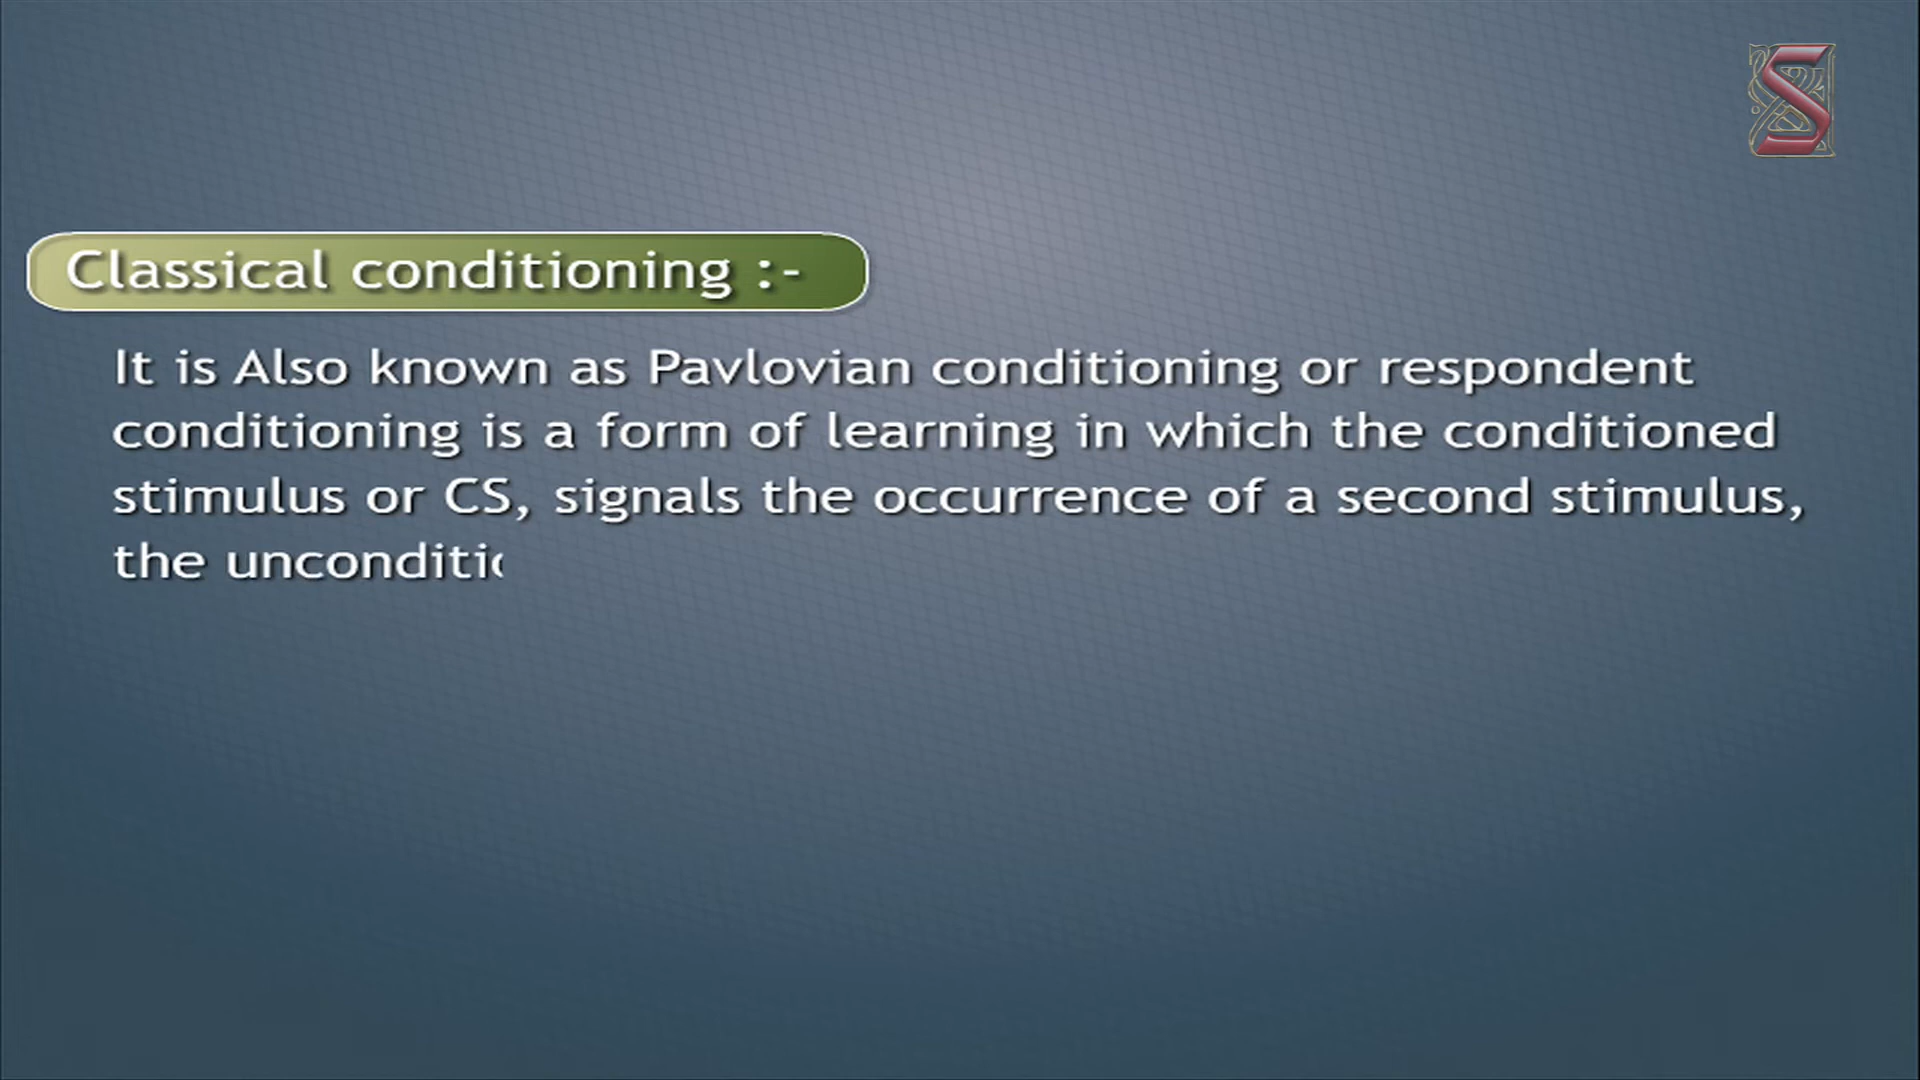 S
Classical conditioning :-
It is Also known as Pavlovian conditioning or respondent
conditioning is a form of learning in which the conditioned
stimulus or CS, signals the occurrence of a second stimulus,
the unconditi